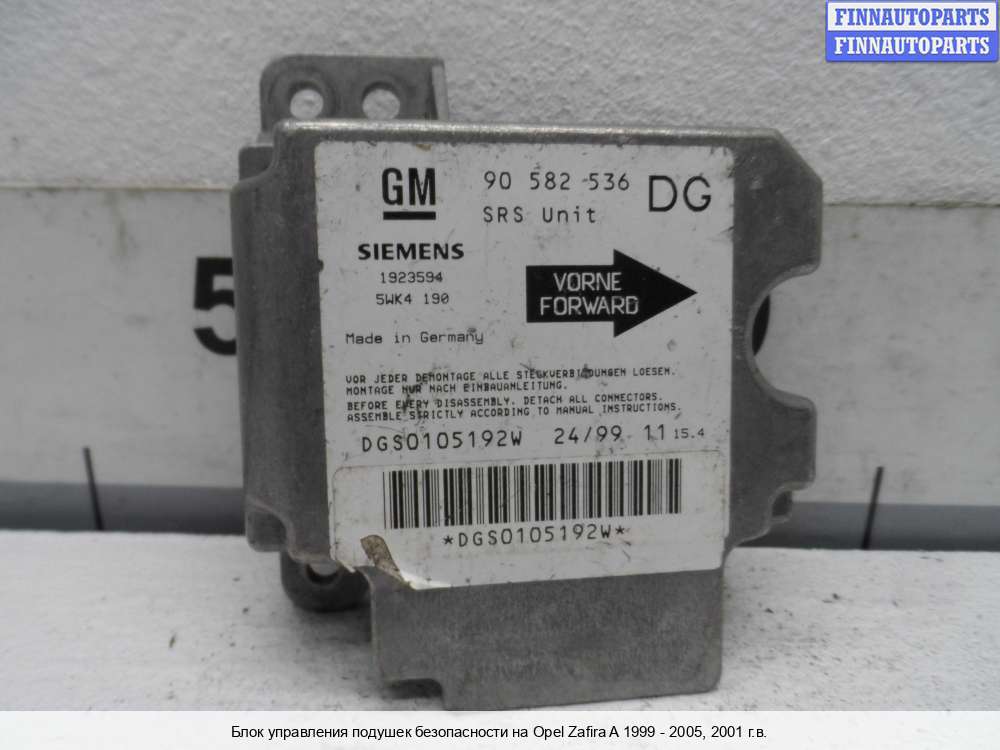 FINNAUTOPARTS
FINNAUTOPARTS
GM
90 582 536
DG
SRS Unit
SIEMENS
1923594
5WK4 190
VORNE
FORWARD
Made in Germany
VOR JEDER DEMONTAGE ALLE STECKVERBINDUNGEN LOESEN.
MONTAGE NUR NACH EINBAUANLEITUNG.
BEFORE EVERY DISASSEMBLY. DETACH ALL CONNECTORS.
ASSEMBLE STRICTLY ACCORDING TO MANUAL INSTRUCTIONS.
DGS0105192W 24/99 11 15.4
*DGS0105192W*
5
Блок управления подушек безопасности на Opel Zafira A 1999 - 2005, 2001 г.в.